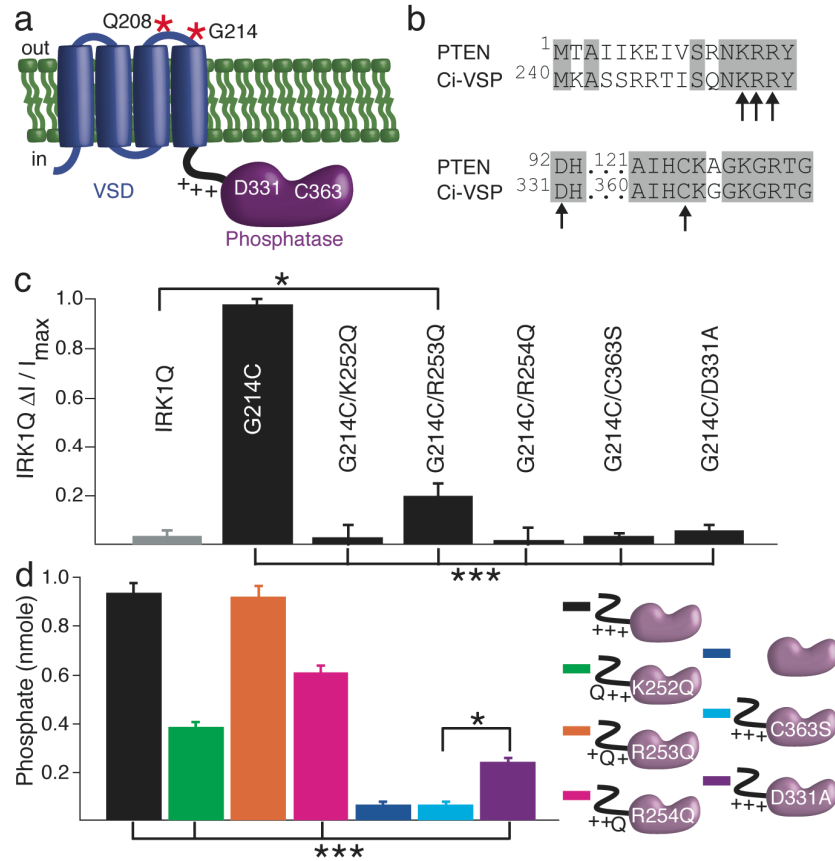 a
Q208 * * G214
out
in
VSD
+++
D331 C363
Phosphatase
b
PTEN 1 MTAIIKEIVSRNKRRY
Ci-VSP 240 MKASSRRTISQNKRRY
PTEN 92 DH...121 AIHCKAGKGRTG
Ci-VSP 331 DH...360 AIHCKGGKGRTG
c
*
IRK1Q ΔI / Imax
1.0
0.8
0.6
0.4
0.2
IRK1Q
G214C
G214C/K252Q
G214C/R253Q
G214C/R254Q
G214C/C363S
G214C/D331A
***
d
Phosphate (nmole)
1.0
0.8
0.6
0.4
0.2
*
***
+++
Q++ K252Q
+Q+ R253Q
++Q R254Q
+++ C363S
+++ D331A